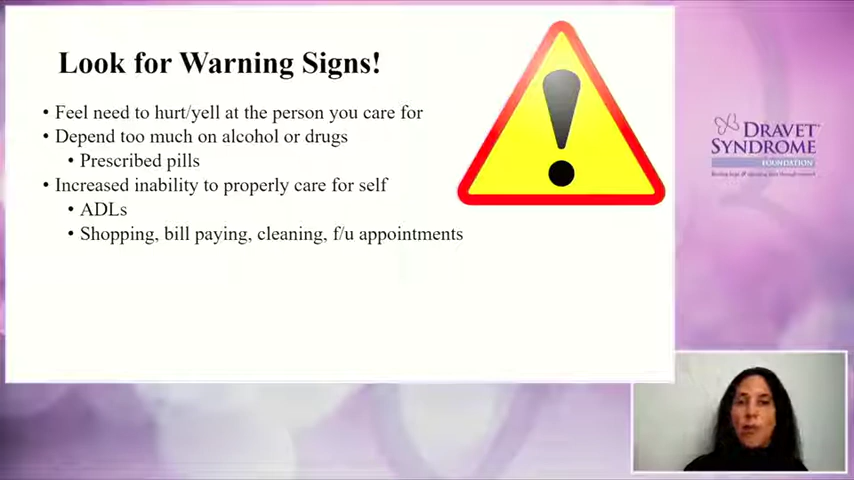 Look for Warning Signs!
• Feel need to hurt/yell at the person you care for
• Depend too much on alcohol or drugs
• Prescribed pills
• Increased inability to properly care for self
• ADLs
• Shopping, bill paying, cleaning, f/u appointments
DRAVET
SYNDROME
FOUNDATION